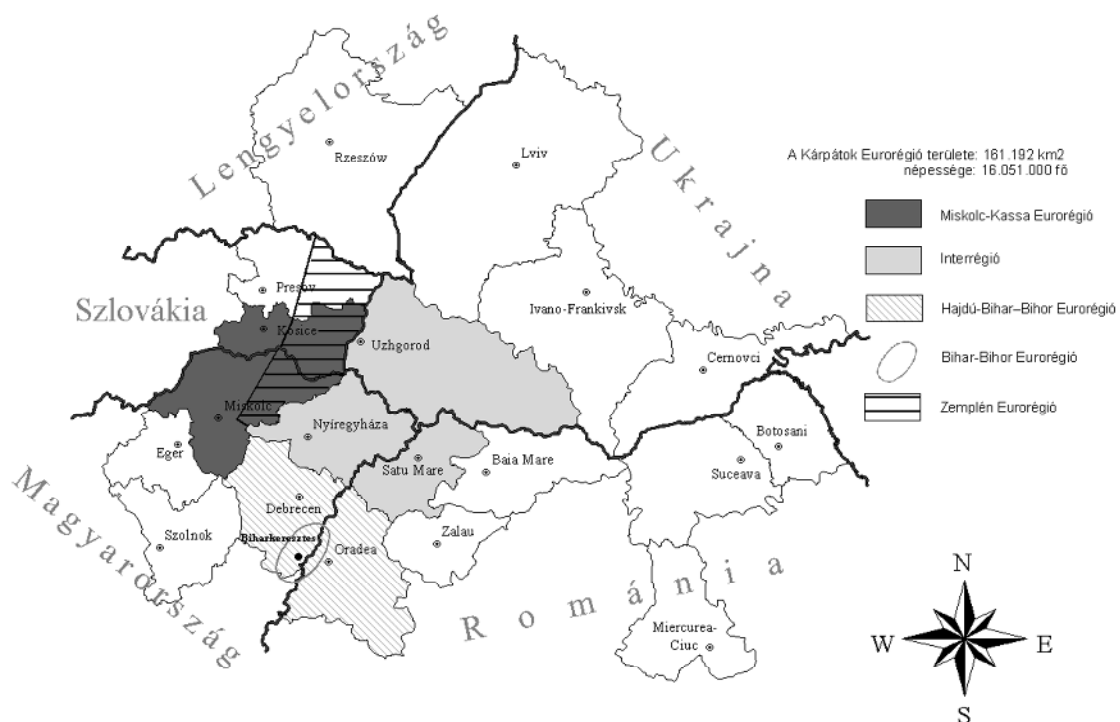 Lengyelország
Ukrajna
Szlovákia
Magyarország
Románia
Rzeszów
Lviv
Presov
Kosice
Uzhgorod
Ivano-Frankivsk
Cernovci
Miskolc
Nyíregyháza
Eger
Satu Mare
Baia Mare
Botosani
Suceava
Debrecen
Szolnok
Biharkeresztes
Oradea
Zalau
Miercurea-
Ciuc
A Kárpátok Eurorégió területe: 161.192 km2
népessége: 16.051.000 fő
Miskolc-Kassa Eurorégió
Interrégió
Hajdú-Bihar–Bihor Eurorégió
Bihar-Bihor Eurorégió
Zemplén Eurorégió
N
W E
S